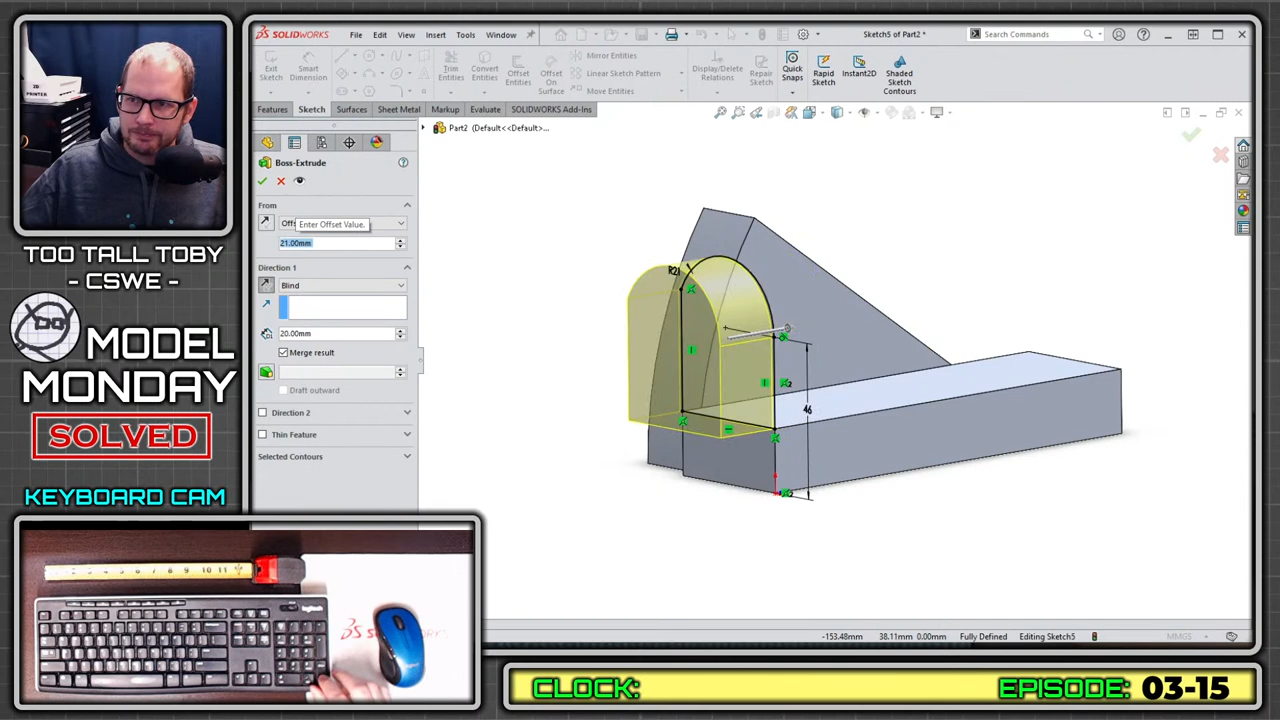 3D PRINTER
TOO TALL TOBY
- CSWE -
MODEL
MONDAY
SOLVED
KEYBOARD CAM
SOLIDWORKS
File Edit View Insert Tools Window
Sketch5 of Part2 *
Search Commands
Exit Sketch
Smart Dimension
Trim Entities
Convert Entities
Offset Entities
Offset On Surface
Mirror Entities
Linear Sketch Pattern
Move Entities
Display/Delete Relations
Repair Sketch
Quick Snaps
Rapid Sketch
Instant2D
Shaded Sketch Contours
Features Sketch Surfaces Sheet Metal Markup Evaluate SOLIDWORKS Add-Ins
Part2 (Default<<Default>...
Boss-Extrude
From
Offs
Enter Offset Value.
21.00mm
Direction 1
Blind
20.00mm
Merge result
Draft outward
Direction 2
Thin Feature
Selected Contours
R21
46
-153.48mm 38.11mm 0.00mm Fully Defined Editing Sketch5 MMGS
logitech
CLOCK:
EPISODE: 03-15